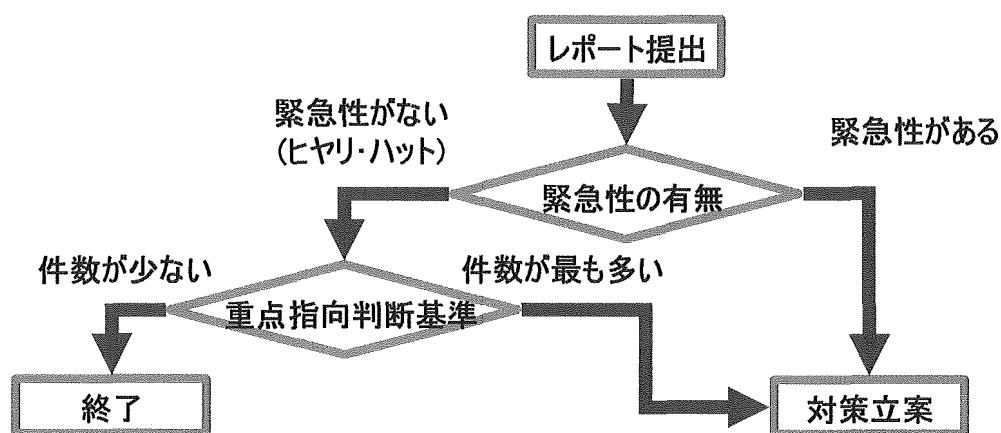 レポート提出
緊急性がない
(ヒヤリ・ハット)
緊急性がある
緊急性の有無
件数が少ない
件数が最も多い
重点指向判断基準
終了
対策立案